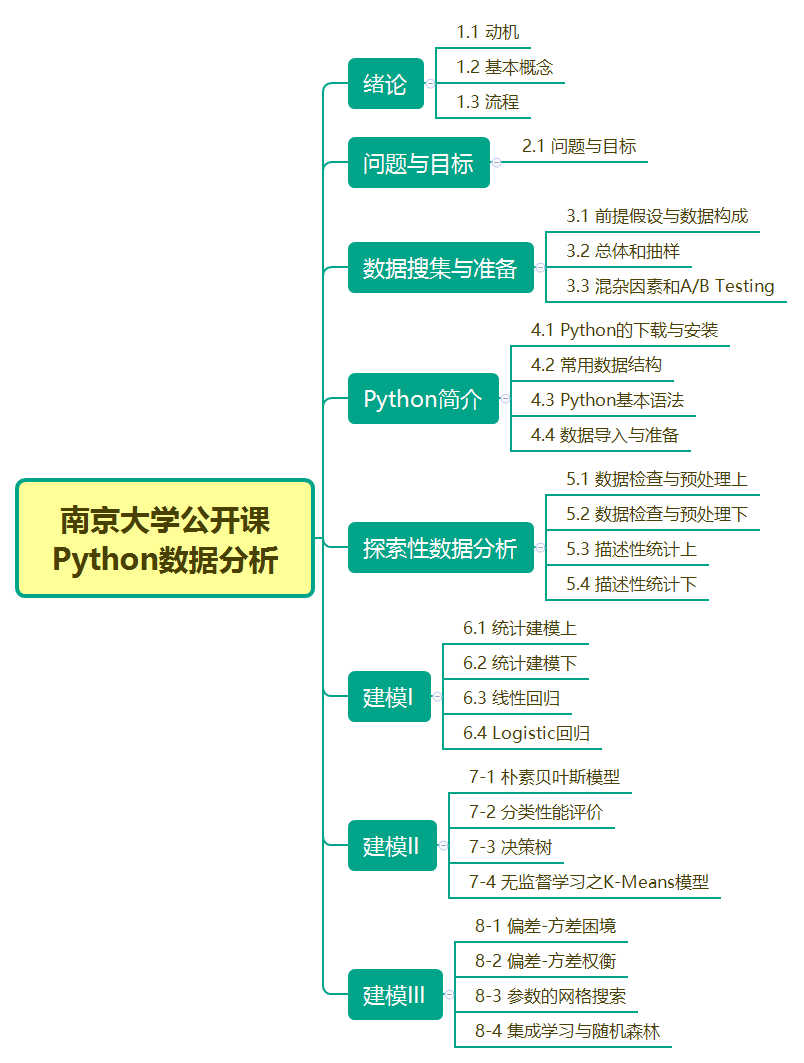 南京大学公开课
Python数据分析
绪论
1.1 动机
1.2 基本概念
1.3 流程
问题与目标
2.1 问题与目标
数据搜集与准备
3.1 前提假设与数据构成
3.2 总体和抽样
3.3 混杂因素和A/B Testing
Python简介
4.1 Python的下载与安装
4.2 常用数据结构
4.3 Python基本语法
4.4 数据导入与准备
探索性数据分析
5.1 数据检查与预处理上
5.2 数据检查与预处理下
5.3 描述性统计上
5.4 描述性统计下
建模I
6.1 统计建模上
6.2 统计建模下
6.3 线性回归
6.4 Logistic回归
建模II
7-1 朴素贝叶斯模型
7-2 分类性能评价
7-3 决策树
7-4 无监督学习之K-Means模型
建模III
8-1 偏差-方差困境
8-2 偏差-方差权衡
8-3 参数的网格搜索
8-4 集成学习与随机森林